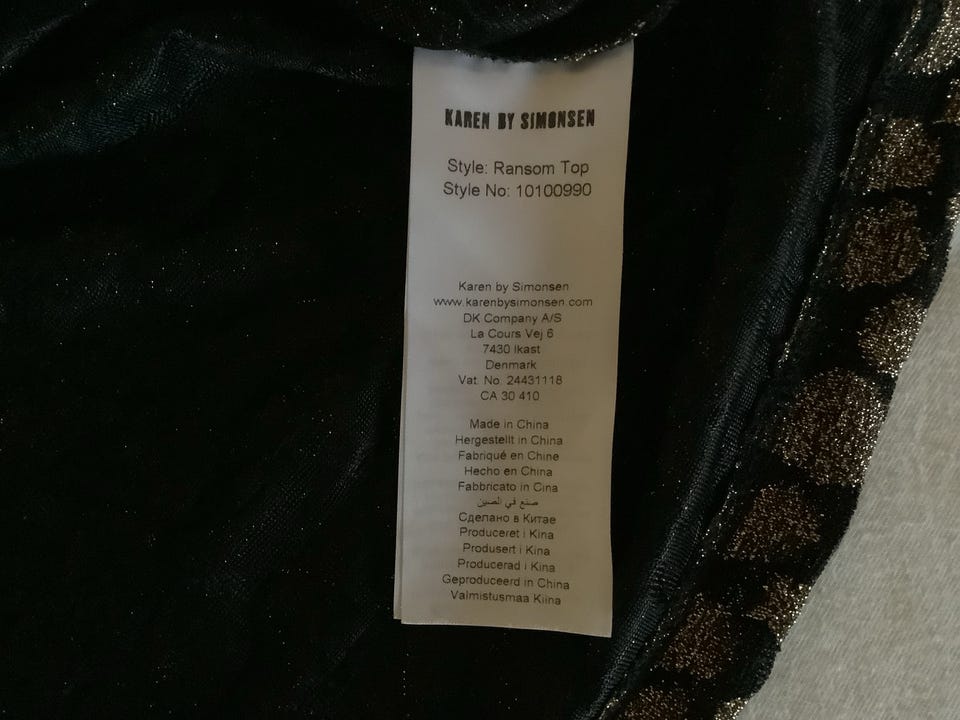 KAREN BY SIMONSEN
Style: Ransom Top
Style No: 10100990
Karen by Simonsen
www.karenbysimonsen.com
DK Company A/S
La Cours Vej 6
7430 Ikast
Denmark
Vat. No. 24431118
CA 30 410
Made in China
Hergestellt in China
Fabriqué en Chine
Hecho en China
Fabbricato in Cina
صنع في الصين
Сделано в Китае
Produceret i Kina
Produsert i Kina
Producerad i Kina
Geproduceerd in China
Valmistusmaa Kiina